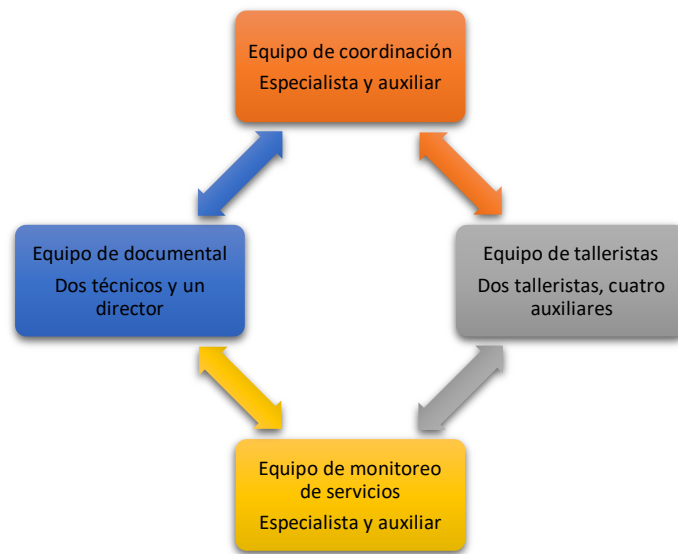 Equipo de coordinación
Especialista y auxiliar
Equipo de documental
Dos técnicos y un
director
Equipo de talleristas
Dos talleristas, cuatro
auxiliares
Equipo de monitoreo
de servicios
Especialista y auxiliar